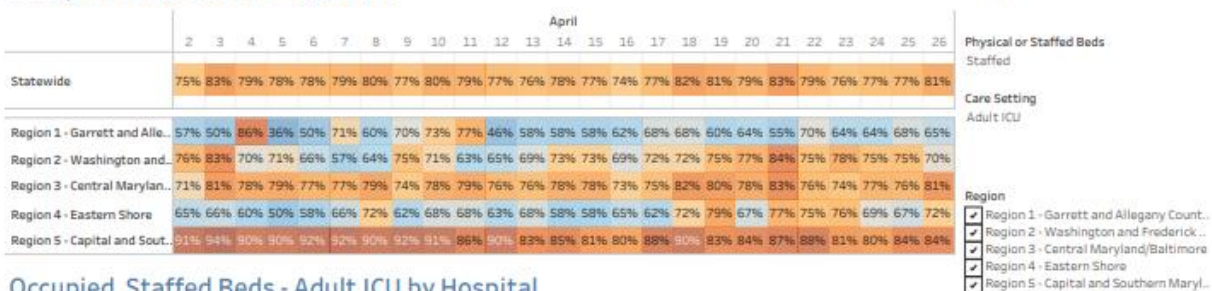 April
2 3 4 5 6 7 8 9 10 11 12 13 14 15 16 17 18 19 20 21 22 23 24 25 26
Statewide 75% 83% 79% 78% 78% 79% 80% 77% 80% 79% 77% 76% 78% 77% 74% 77% 82% 81% 79% 83% 79% 76% 77% 77% 81%
Region 1 - Garrett and Alle.. 57% 50% 86% 36% 50% 71% 60% 70% 73% 77% 46% 58% 58% 58% 62% 68% 68% 60% 64% 55% 70% 64% 64% 68% 65%
Region 2 - Washington and.. 76% 83% 70% 71% 66% 57% 64% 75% 71% 63% 65% 69% 73% 73% 69% 72% 72% 75% 77% 84% 75% 78% 75% 75% 70%
Region 3 - Central Marylan.. 71% 81% 78% 79% 77% 77% 79% 74% 78% 79% 76% 76% 78% 78% 73% 75% 82% 80% 78% 83% 76% 74% 77% 76% 81%
Region 4 - Eastern Shore 65% 66% 60% 50% 58% 66% 72% 62% 68% 68% 63% 68% 58% 58% 65% 62% 72% 79% 67% 77% 75% 76% 69% 67% 72%
Region 5 - Capital and Sout.. 91% 94% 90% 90% 92% 92% 90% 92% 91% 86% 90% 83% 85% 81% 80% 88% 90% 83% 84% 87% 88% 81% 80% 84% 84%
Occupied, Staffed Beds - Adult ICU by Hospital
Physical or Staffed Beds
Staffed
Care Setting
Adult ICU
Region
Region 1 - Garrett and Allegany Count..
Region 2 - Washington and Frederick ..
Region 3 - Central Maryland/Baltimore
Region 4 - Eastern Shore
Region 5 - Capital and Southern Maryl..